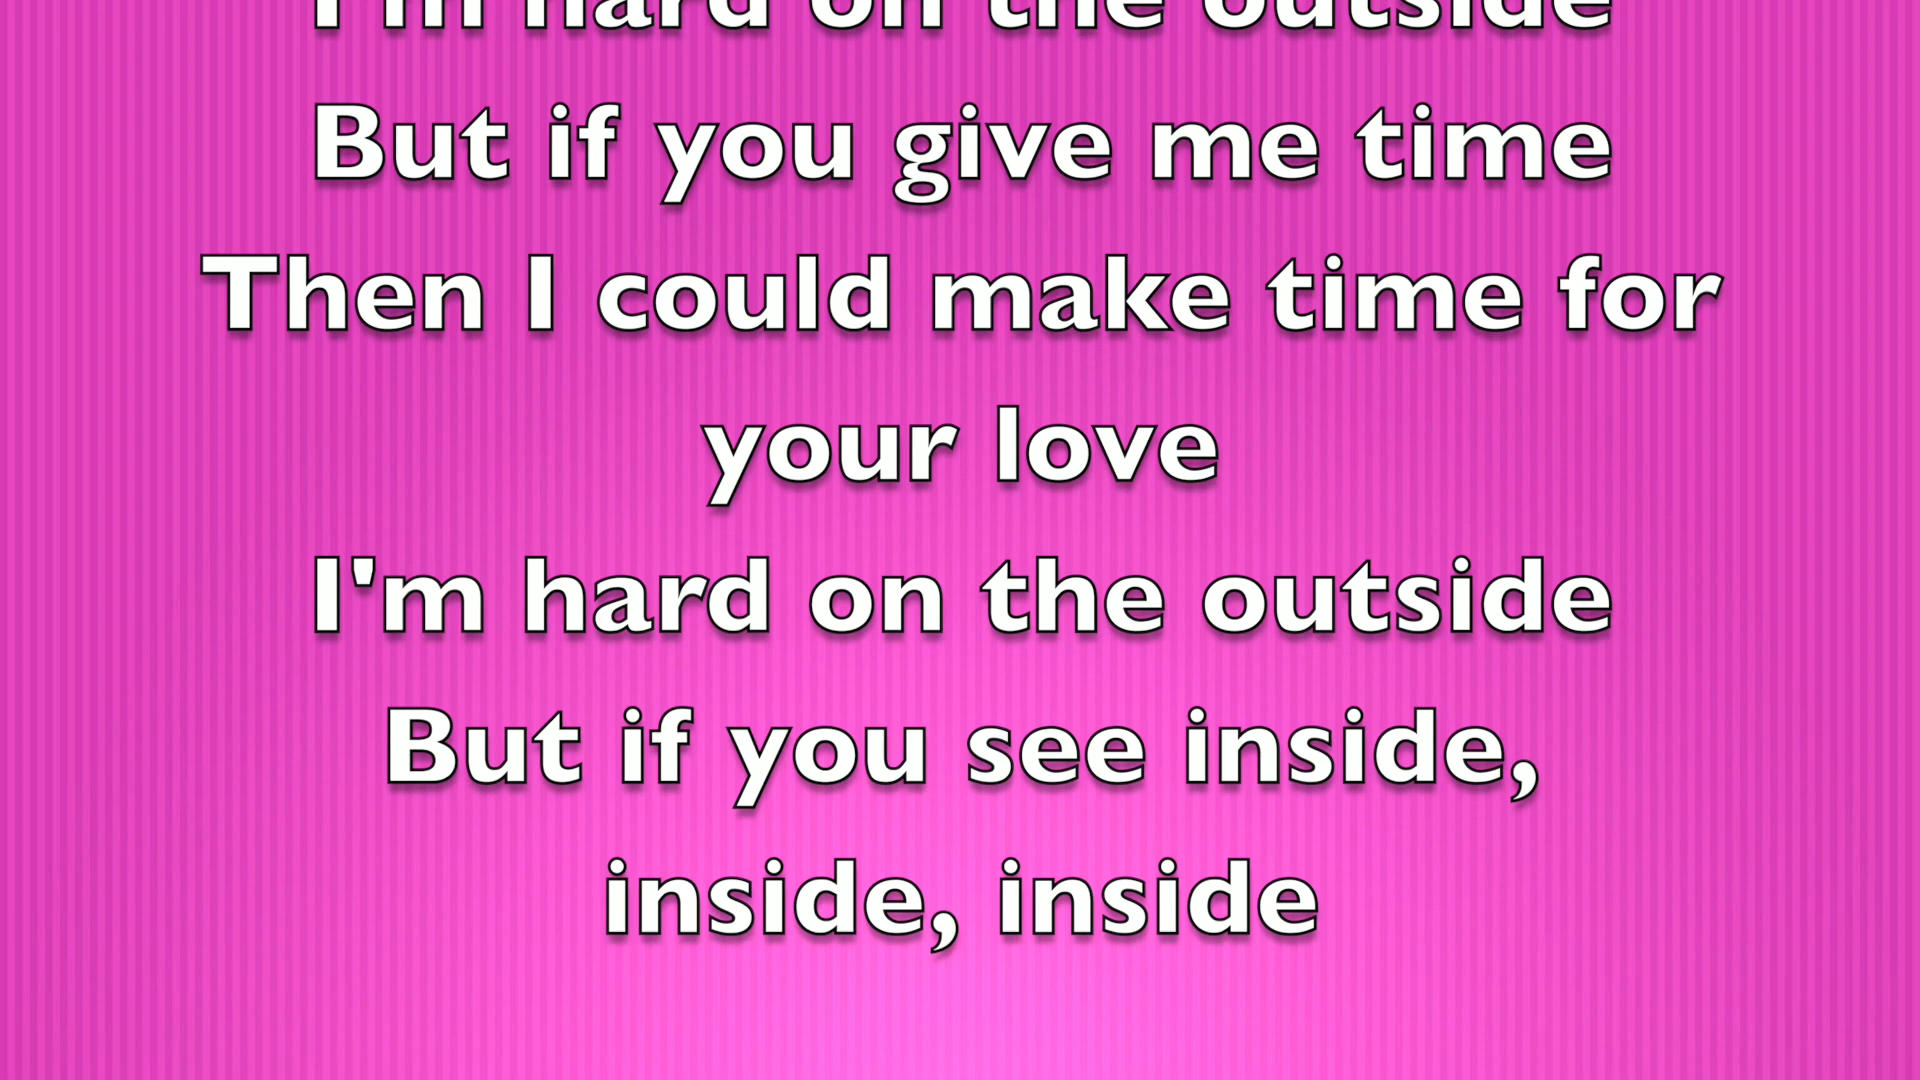 I'm hard on the outside
But if you give me time
Then I could make time for
your love
I'm hard on the outside
But if you see inside,
inside, inside